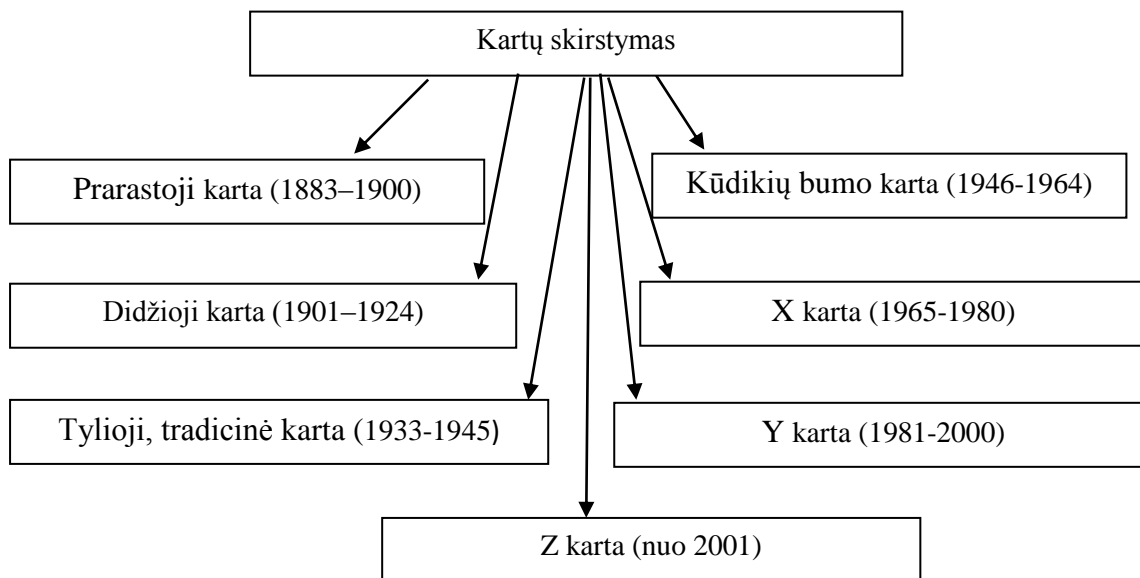 Kartų skirstymas
Prarastoji karta (1883–1900)
Kūdikių bumo karta (1946-1964)
Didžioji karta (1901–1924)
X karta (1965-1980)
Tylioji, tradicinė karta (1933-1945)
Y karta (1981-2000)
Z karta (nuo 2001)